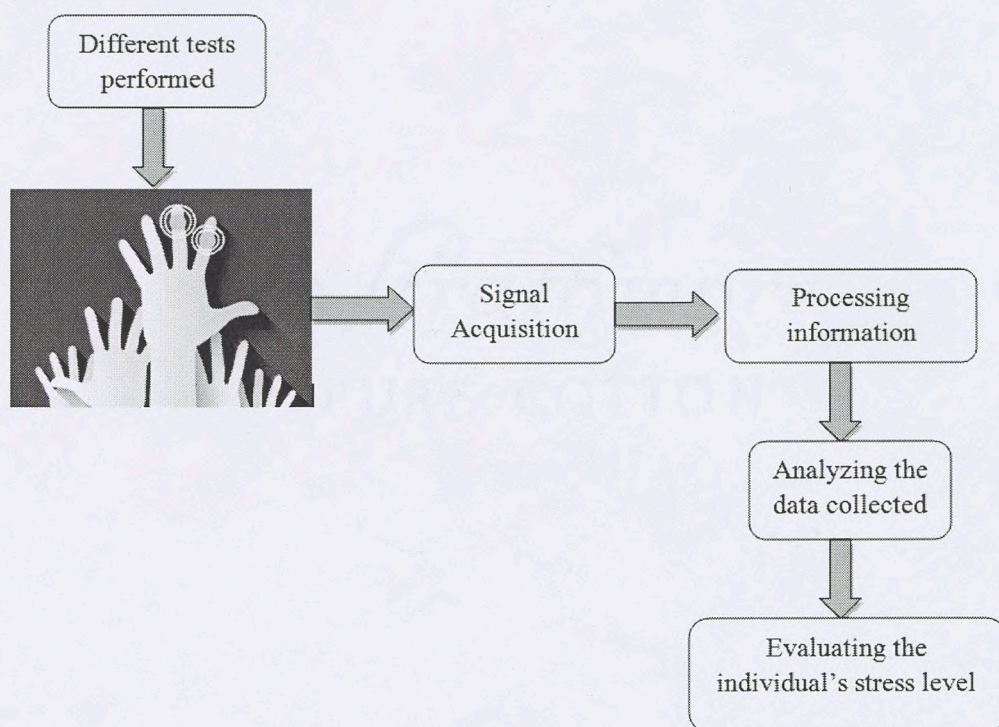 Different tests
performed
Signal
Acquisition
Processing
information
Analyzing the
data collected
Evaluating the
individual's stress level